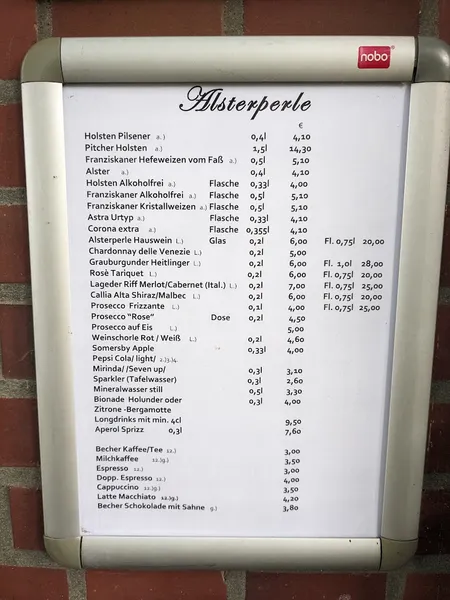 nobo
Alsterperle
€
Holsten Pilsener a.) 0,4l 4,10
Pitcher Holsten a.) 1,5l 14,30
Franziskaner Hefeweizen vom Faß a.) 0,5l 5,10
Alster a.) 0,4l 4,10
Holsten Alkoholfrei a.) Flasche 0,33l 4,00
Franziskaner Alkoholfrei a.) Flasche 0,5l 5,10
Franziskaner Kristallweizen a.) Flasche 0,5l 5,10
Astra Urtyp a.) Flasche 0,33l 4,10
Corona extra a.) Flasche 0,355l 4,10
Alsterperle Hauswein L.) Glas 0,2l 6,00 Fl. 0,75l 20,00
Chardonnay delle Venezie L.) 0,2l 5,00
Grauburgunder Heitlinger L.) 0,2l 6,00 Fl. 1,0l 28,00
Rosè Tariquet L.) 0,2l 6,00 Fl. 0,75l 20,00
Lageder Riff Merlot/Cabernet (Ital.) L.) 0,2l 7,00 Fl. 0,75l 25,00
Callia Alta Shiraz/Malbec L.) 0,2l 6,00 Fl. 0,75l 20,00
Prosecco Frizzante L.) 0,1l 4,00 Fl. 0,75l 25,00
Prosecco "Rose" Dose 0,2l 4,50
Prosecco auf Eis L.) 5,00
Weinschorle Rot / Weiß L.) 0,2l 4,60
Somersby Apple 0,33l 4,00
Pepsi Cola/ light/ 2.)3.)4.
Mirinda/ /Seven up/ 0,3l 3,10
Sparkler (Tafelwasser) 0,3l 2,60
Mineralwasser still 0,5l 3,30
Bionade Holunder oder 0,3l 4,00
Zitrone -Bergamotte
Longdrinks mit min. 4cl 9,50
Aperol Sprizz 0,3l 7,60
Becher Kaffee/Tee 12.) 3,00
Milchkaffee 12.)g.) 3,50
Espresso 12.) 3,00
Dopp. Espresso 12.) 4,00
Cappuccino 12.)g.) 3,50
Latte Macchiato 12.)g.) 4,20
Becher Schokolade mit Sahne g.) 3,80